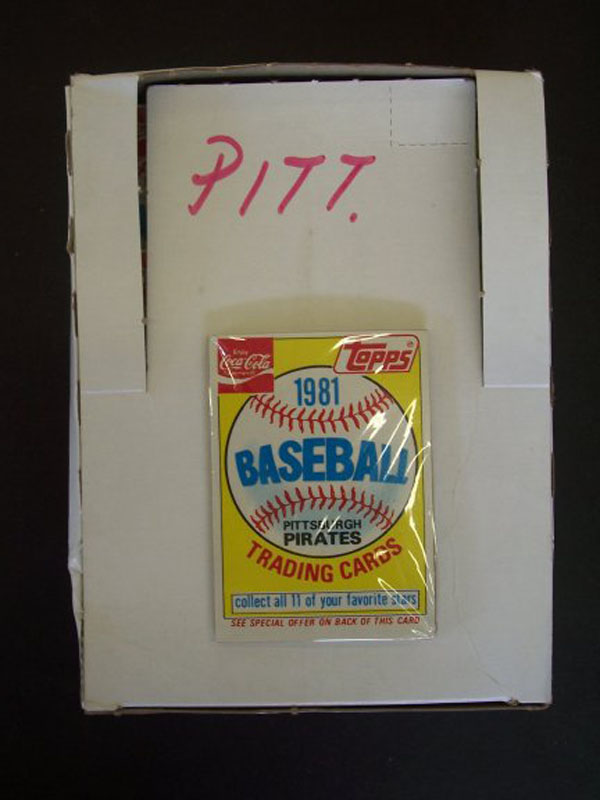 PITT.
Enjoy
Coca-Cola
TOPPS®
1981
BASEBALL
PITTSBURGH
PIRATES
TRADING CARDS
collect all 11 of your favorite stars
SEE SPECIAL OFFER ON BACK OF THIS CARD